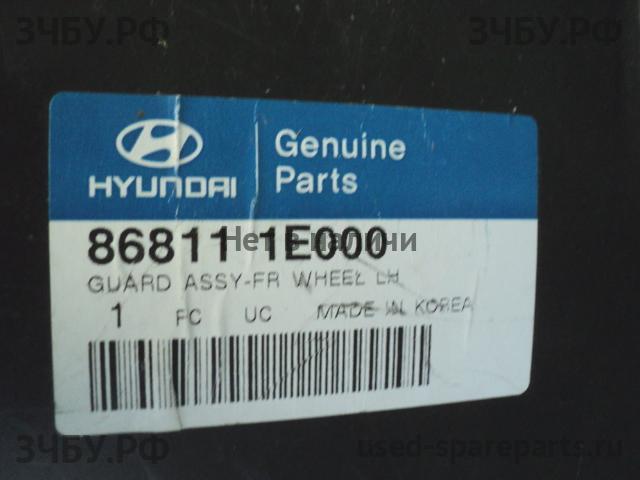 ЗЧБУ.РФ
ЗЧБУ.РФ
HYUNDAI
Genuine
Parts
86811-1E000
Нет в наличи
GUARD ASSY-FR WHEEL LH
1 PC UC MADE IN KOREA
ЗЧБУ.РФ
used-spareparts.ru